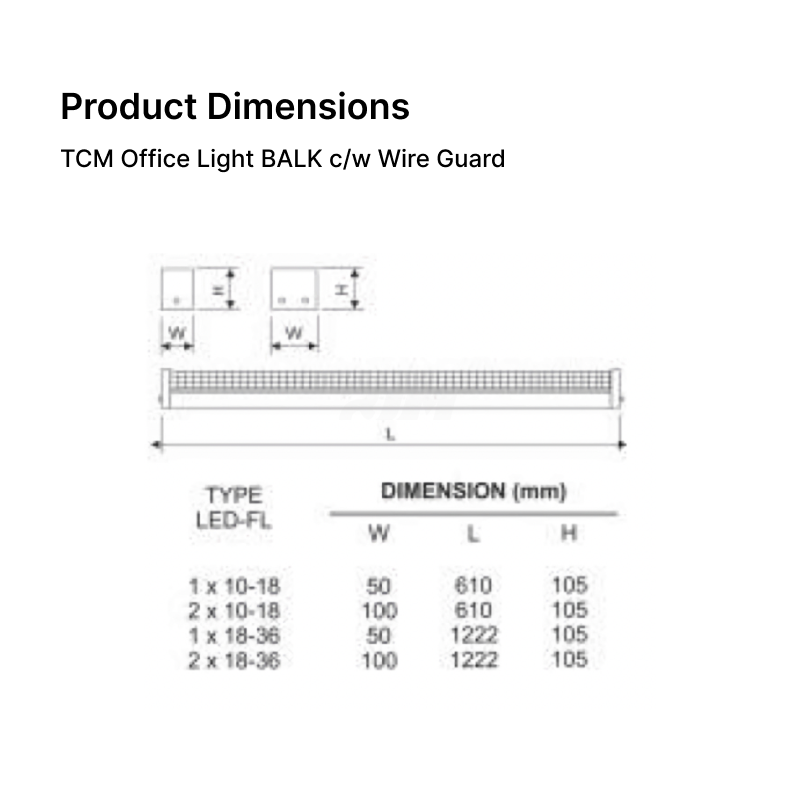 Product Dimensions
TCM Office Light BALK c/w Wire Guard
H
H
W
W
L
TYPE
LED-FL
DIMENSION (mm)
W L H
1 x 10-18 50 610 105
2 x 10-18 100 610 105
1 x 18-36 50 1222 105
2 x 18-36 100 1222 105